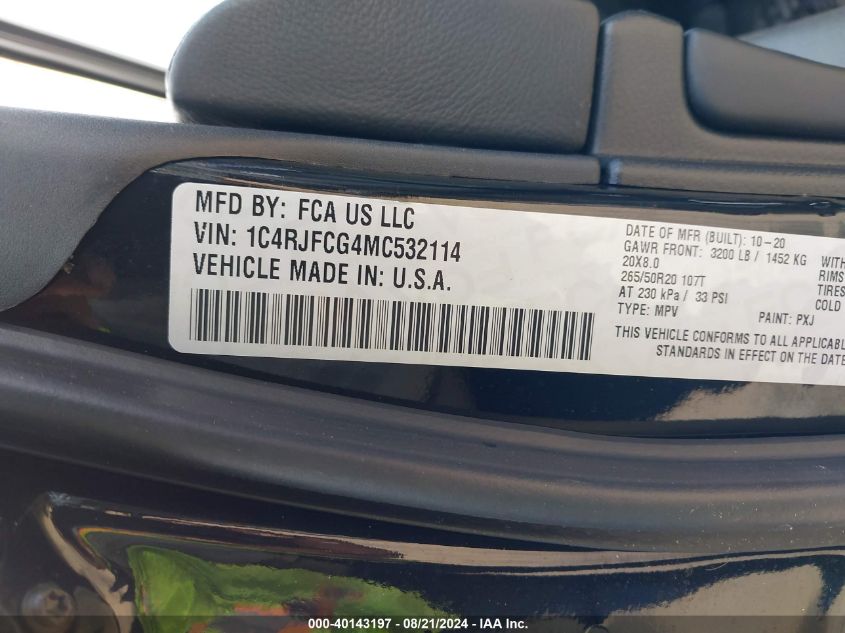 MFD BY: FCA US LLC
VIN: 1C4RJFCG4MC532114
VEHICLE MADE IN: U.S.A.
DATE OF MFR (BUILT): 10-20
GAWR FRONT: 3200 LB / 1452 KG WITH
20X8.0 RIMS
265/50R20 107T TIRES
AT 230 kPa / 33 PSI COLD
TYPE: MPV PAINT: PXJ
THIS VEHICLE CONFORMS TO ALL APPLICABLE
STANDARDS IN EFFECT ON THE DATE
000-40143197 - 08/21/2024 - IEAAI, Inc.